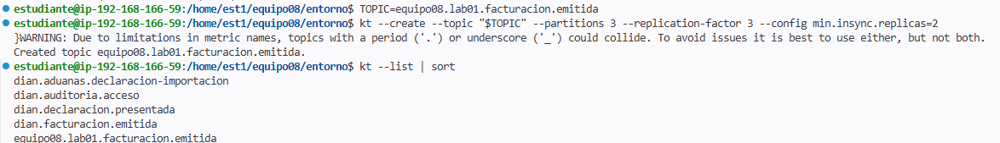 estudiante@ip-192-168-166-59:/home/est1/equipo08/entorno$ TOPIC=equipo08.lab01.facturacion.emitida
estudiante@ip-192-168-166-59:/home/est1/equipo08/entorno$ kt --create --topic "$TOPIC" --partitions 3 --replication-factor 3 --config min.insync.replicas=2
}WARNING: Due to limitations in metric names, topics with a period ('.') or underscore ('_') could collide. To avoid issues it is best to use either, but not both.
Created topic equipo08.lab01.facturacion.emitida.
estudiante@ip-192-168-166-59:/home/est1/equipo08/entorno$ kt --list | sort
dian.aduanas.declaracion-importacion
dian.auditoria.acceso
dian.declaracion.presentada
dian.facturacion.emitida
equipo08.lab01.facturacion.emitida